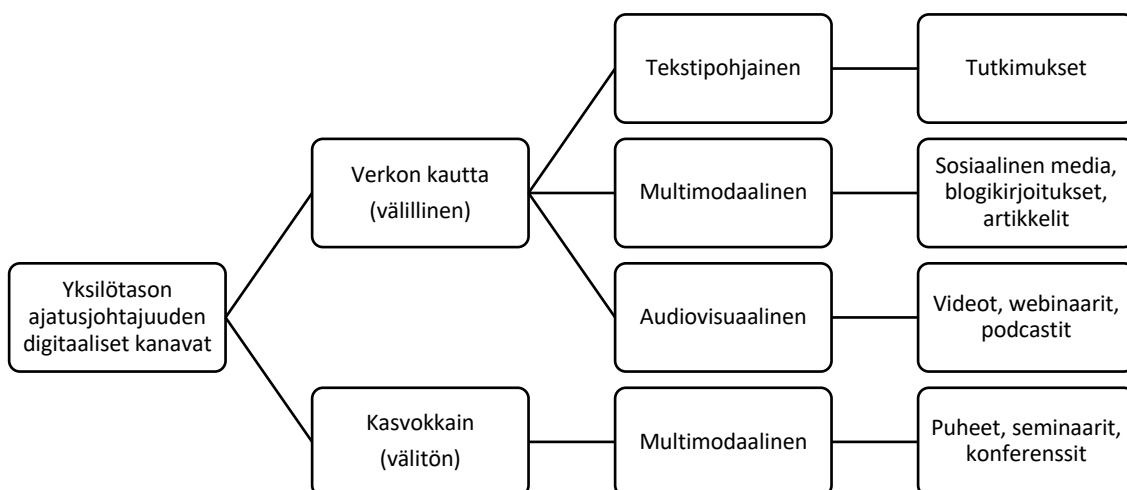 Yksilötason
ajatusjohtajuuden
digitaaliset kanavat
Verkon kautta
(välillinen)
Tekstipohjainen
Tutkimukset
Multimodaalinen
Sosiaalinen media,
blogikirjoitukset,
artikkelit
Audiovisuaalinen
Videot, webinaarit,
podcastit
Kasvokkain
(välitön)
Multimodaalinen
Puheet, seminaarit,
konferenssit